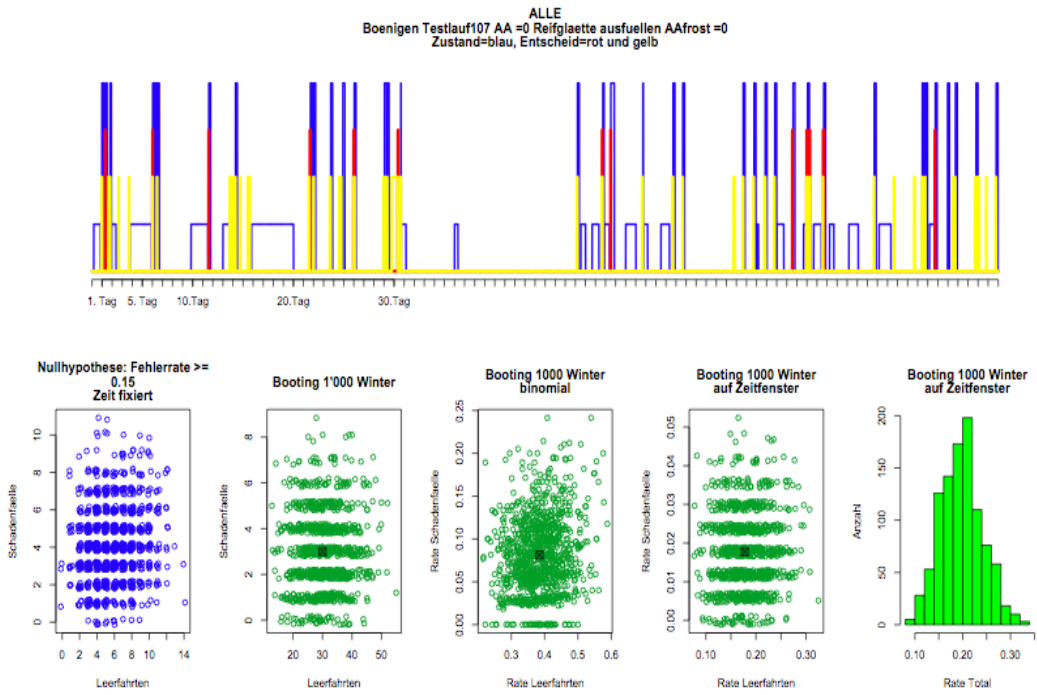 ALLE
Boenigen Testlauf107 AA =0 Reifglaette ausfuellen AAfrost =0
Zustand=blau, Entscheid=rot und gelb
1. Tag 5. Tag 10.Tag 20.Tag 30.Tag
Nullhypothese: Fehlerrate >=
0.15
Zeit fixiert
Schadenfaelle
0 2 4 6 8 10
0 2 4 6 8 10 14
Leerfahrten
Booting 1'000 Winter
Schadenfaelle
0 2 4 6 8
20 30 40 50
Leerfahrten
Booting 1000 Winter
binomial
Rate Schadenfaelle
0.00 0.05 0.10 0.15 0.20 0.25
0.3 0.4 0.5 0.6
Rate Leerfahrten
Booting 1000 Winter
auf Zeitfenster
Rate Schadenfaelle
0.00 0.01 0.02 0.03 0.04 0.05
0.10 0.20 0.30
Rate Leerfahrten
Booting 1000 Winter
auf Zeitfenster
Anzahl
0 50 100 150 200
0.10 0.20 0.30
Rate Total